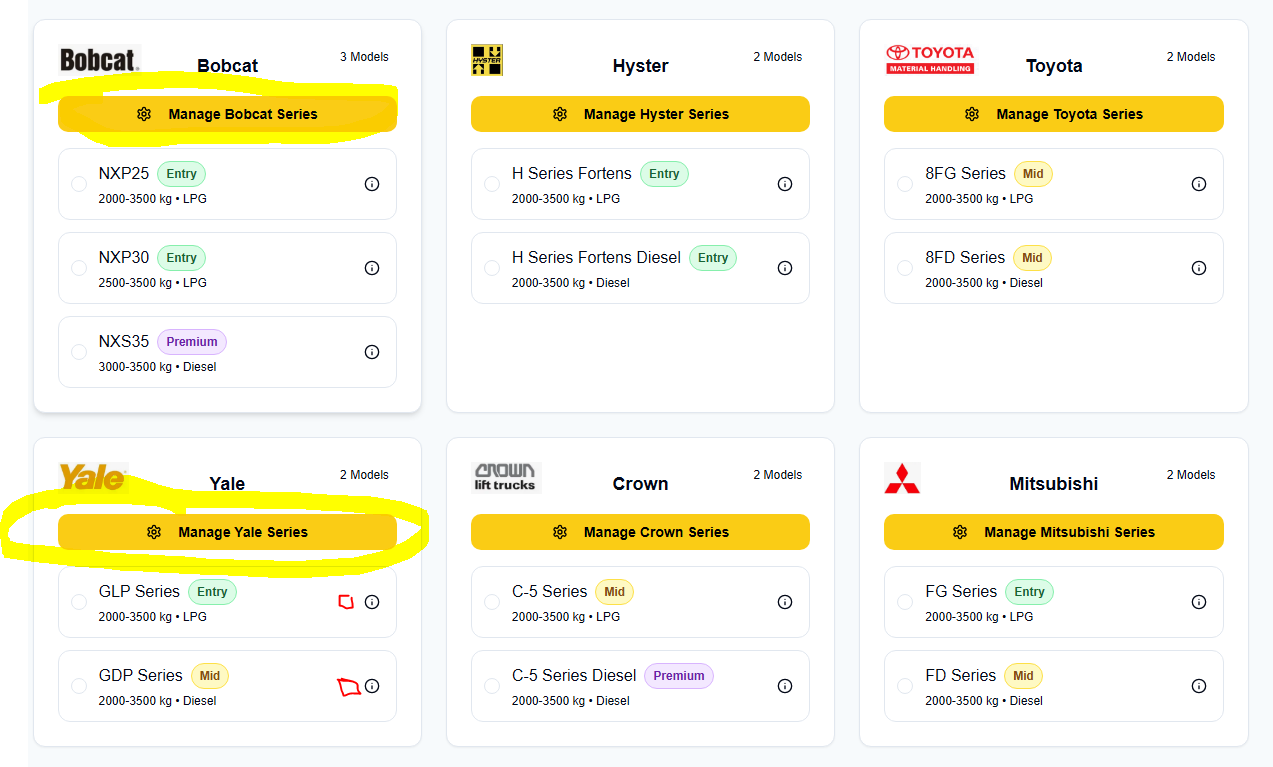 Bobcat.
Bobcat
3 Models
Manage Bobcat Series
NXP25 Entry
2000-3500 kg • LPG
NXP30 Entry
2500-3500 kg • LPG
NXS35 Premium
3000-3500 kg • Diesel
HYSTER
Hyster
2 Models
Manage Hyster Series
H Series Fortens Entry
2000-3500 kg • LPG
H Series Fortens Diesel Entry
2000-3500 kg • Diesel
TOYOTA
MATERIAL HANDLING
Toyota
2 Models
Manage Toyota Series
8FG Series Mid
2000-3500 kg • LPG
8FD Series Mid
2000-3500 kg • Diesel
Yale
Yale
2 Models
Manage Yale Series
GLP Series Entry
2000-3500 kg • LPG
GDP Series Mid
2000-3500 kg • Diesel
CROWN
lift trucks
Crown
2 Models
Manage Crown Series
C-5 Series Mid
2000-3500 kg • LPG
C-5 Series Diesel Premium
2000-3500 kg • Diesel
Mitsubishi
2 Models
Manage Mitsubishi Series
FG Series Entry
2000-3500 kg • LPG
FD Series Mid
2000-3500 kg • Diesel